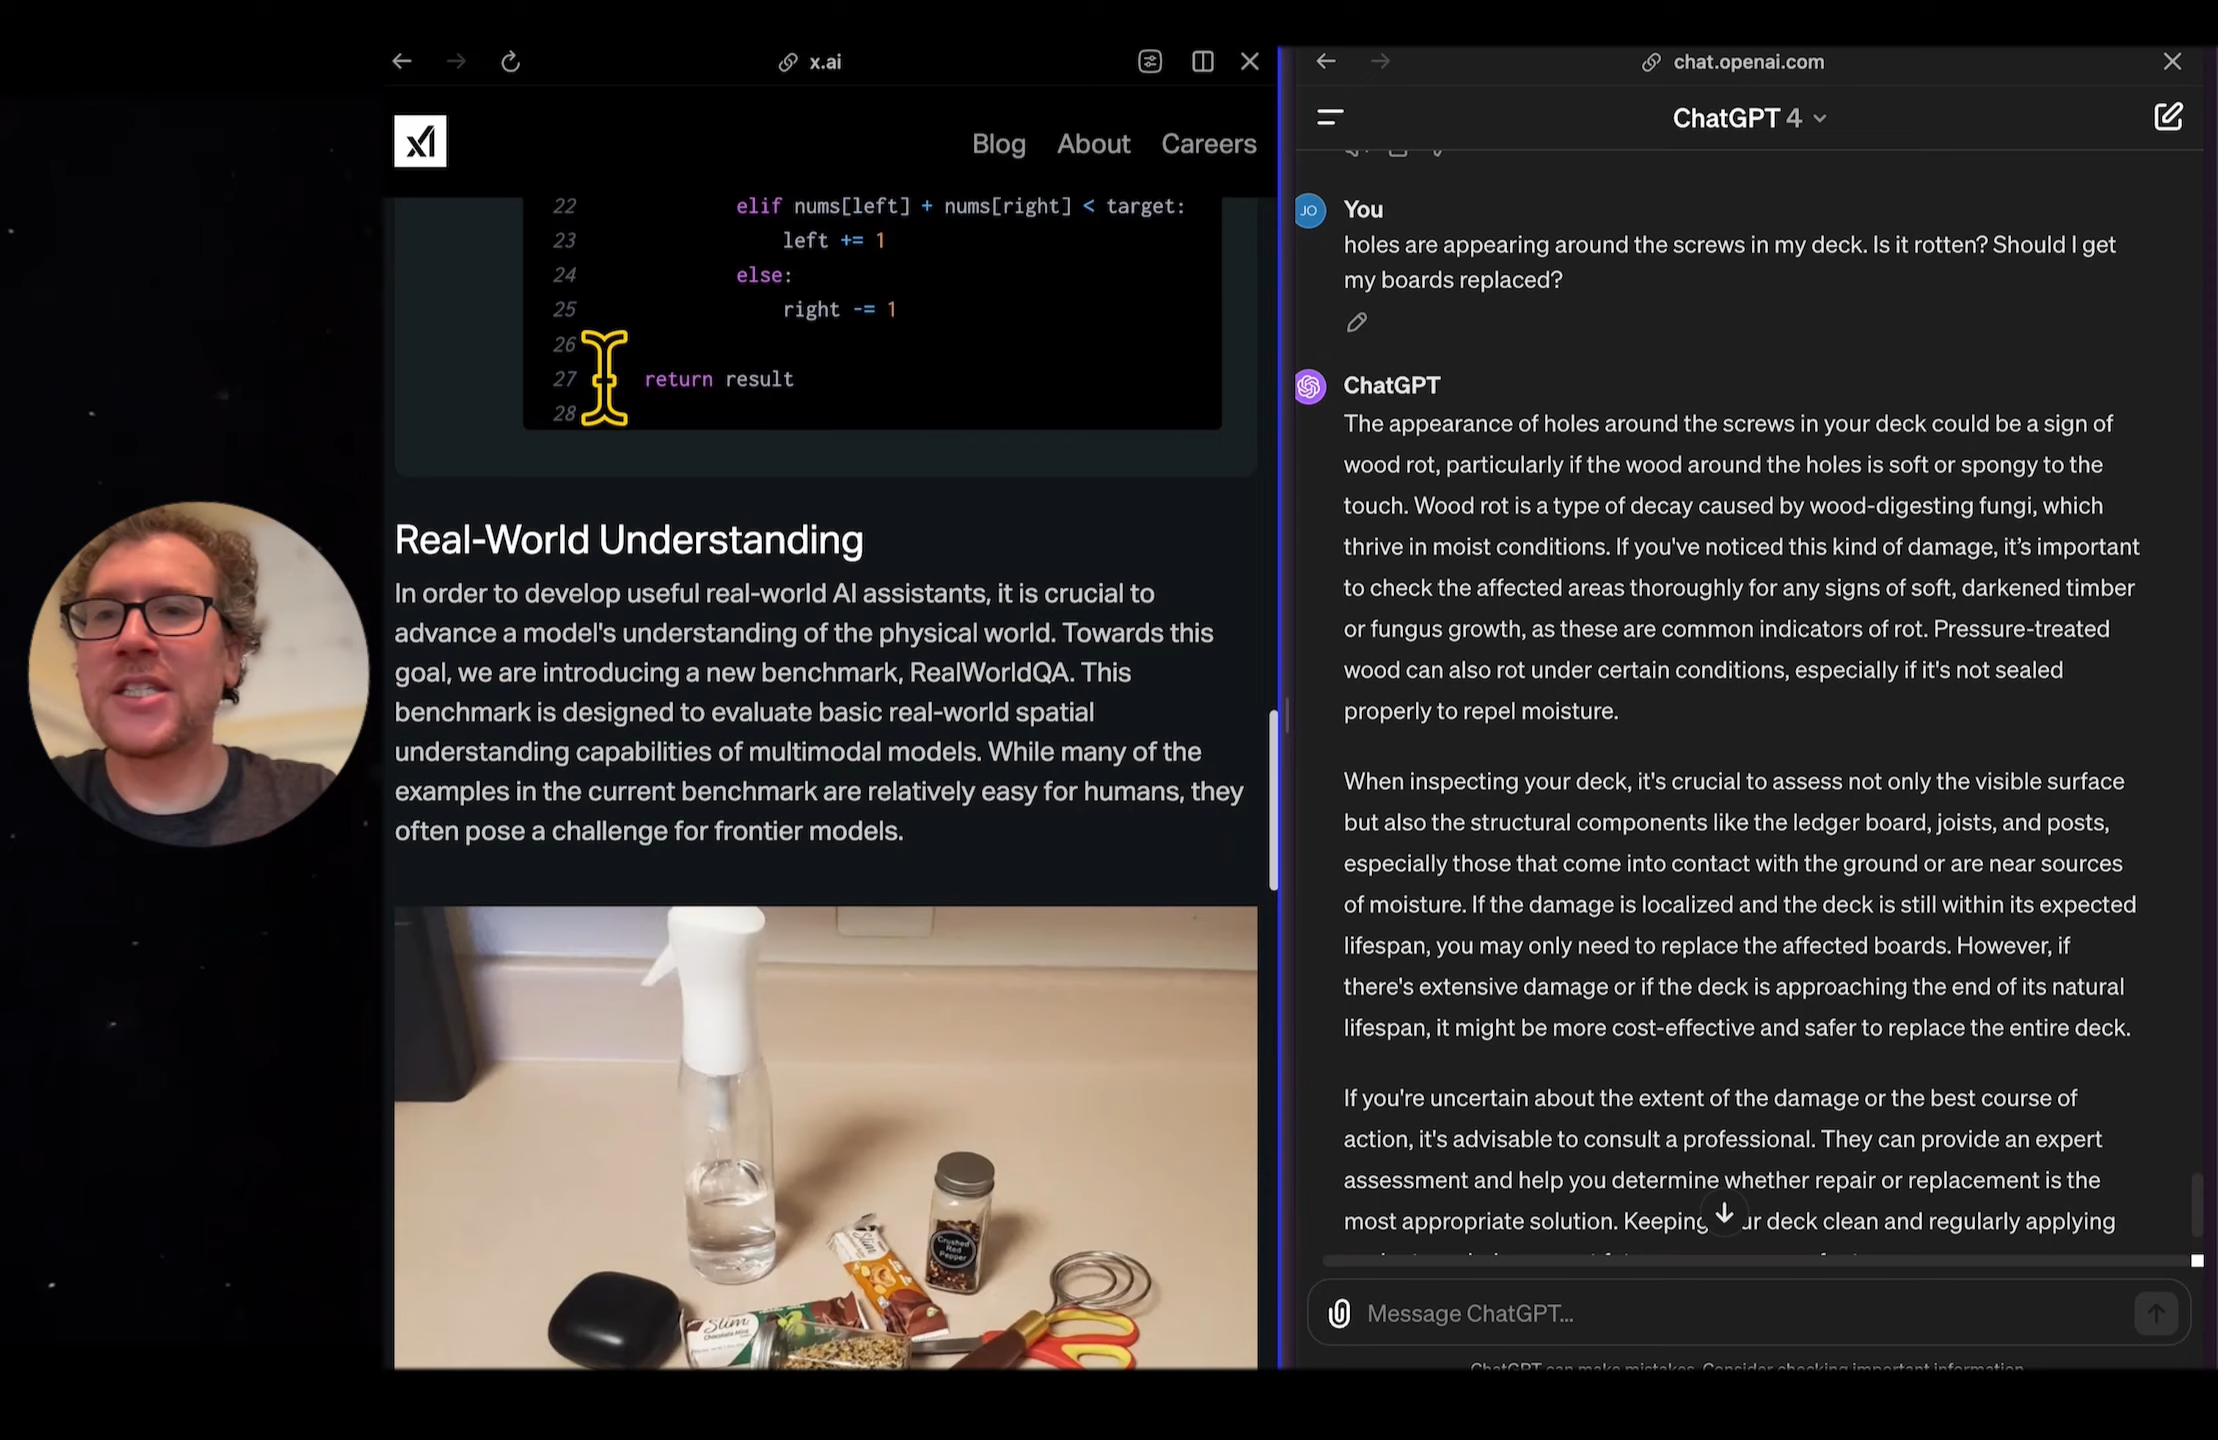 x.ai
xI
Blog About Careers
22 elif nums[left] + nums[right] < target:
23 left += 1
24 else:
25 right -= 1
26
27 return result
28
Real-World Understanding
In order to develop useful real-world AI assistants, it is crucial to
advance a model's understanding of the physical world. Towards this
goal, we are introducing a new benchmark, RealWorldQA. This
benchmark is designed to evaluate basic real-world spatial
understanding capabilities of multimodal models. While many of the
examples in the current benchmark are relatively easy for humans, they
often pose a challenge for frontier models.
Crushed
Red
Pepper
Slim
Slim
Chocolate Mint
chat.openai.com
ChatGPT 4
JO
You
holes are appearing around the screws in my deck. Is it rotten? Should I get
my boards replaced?
ChatGPT
The appearance of holes around the screws in your deck could be a sign of
wood rot, particularly if the wood around the holes is soft or spongy to the
touch. Wood rot is a type of decay caused by wood-digesting fungi, which
thrive in moist conditions. If you've noticed this kind of damage, it's important
to check the affected areas thoroughly for any signs of soft, darkened timber
or fungus growth, as these are common indicators of rot. Pressure-treated
wood can also rot under certain conditions, especially if it's not sealed
properly to repel moisture.
When inspecting your deck, it's crucial to assess not only the visible surface
but also the structural components like the ledger board, joists, and posts,
especially those that come into contact with the ground or are near sources
of moisture. If the damage is localized and the deck is still within its expected
lifespan, you may only need to replace the affected boards. However, if
there's extensive damage or if the deck is approaching the end of its natural
lifespan, it might be more cost-effective and safer to replace the entire deck.
If you're uncertain about the extent of the damage or the best course of
action, it's advisable to consult a professional. They can provide an expert
assessment and help you determine whether repair or replacement is the
most appropriate solution. Keeping ur deck clean and regularly applying
Message ChatGPT...
ChatGPT can make mistakes. Consider checking important information.